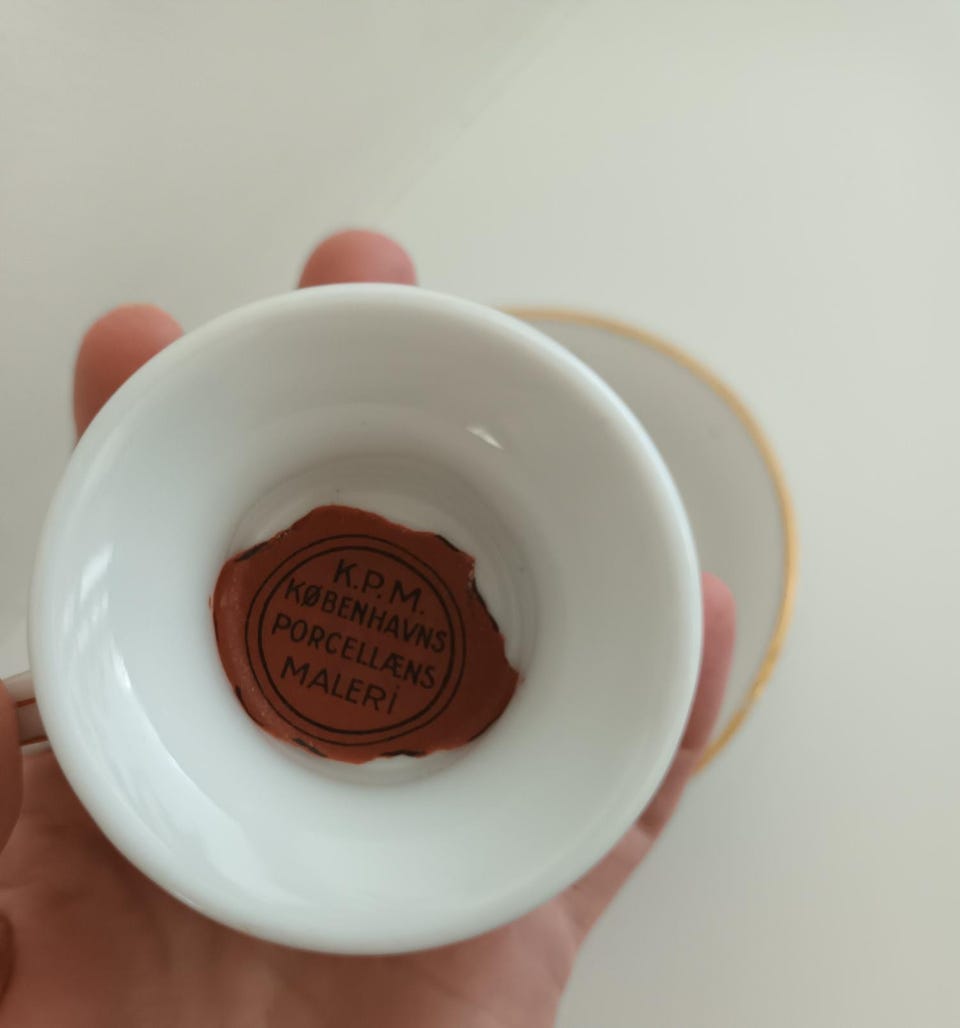 K.P.M.
KØBENHAVNS
PORCELLÆNS
MALERi